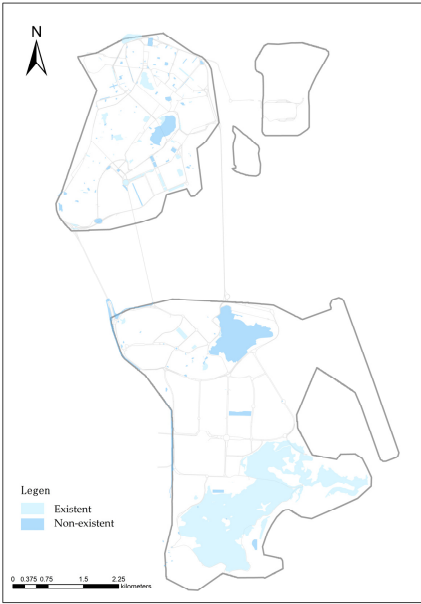 N
Legen
Existent
Non-existent
0 0.375 0.75 1.5 2.25
kilometers